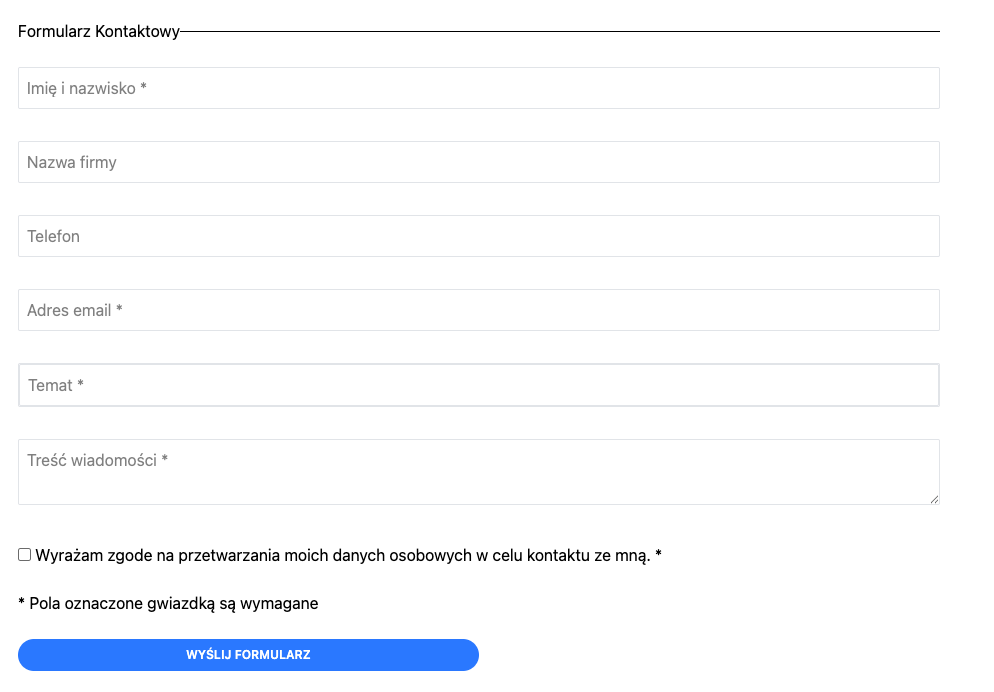 Formularz Kontaktowy
Imię i nazwisko *
Nazwa firmy
Telefon
Adres email *
Temat *
Treść wiadomości *
Wyrażam zgode na przetwarzania moich danych osobowych w celu kontaktu ze mną. *
* Pola oznaczone gwiazdką są wymagane
WYŚLIJ FORMULARZ